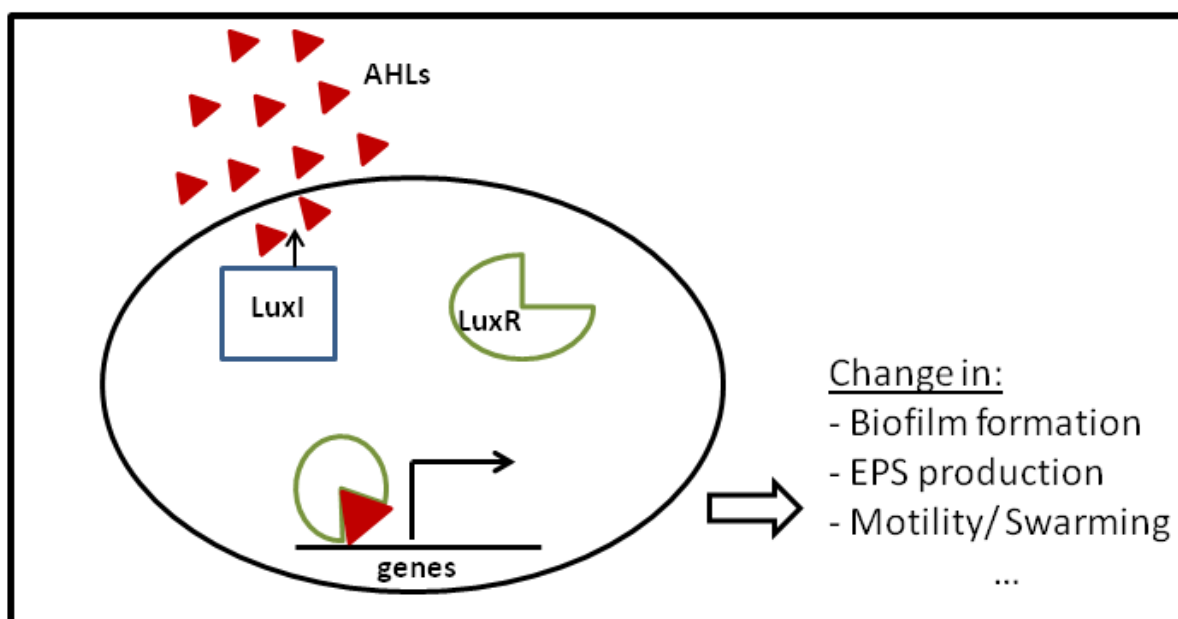 AHLs
LuxI
LuxR
genes
Change in:
- Biofilm formation
- EPS production
- Motility/ Swarming
...